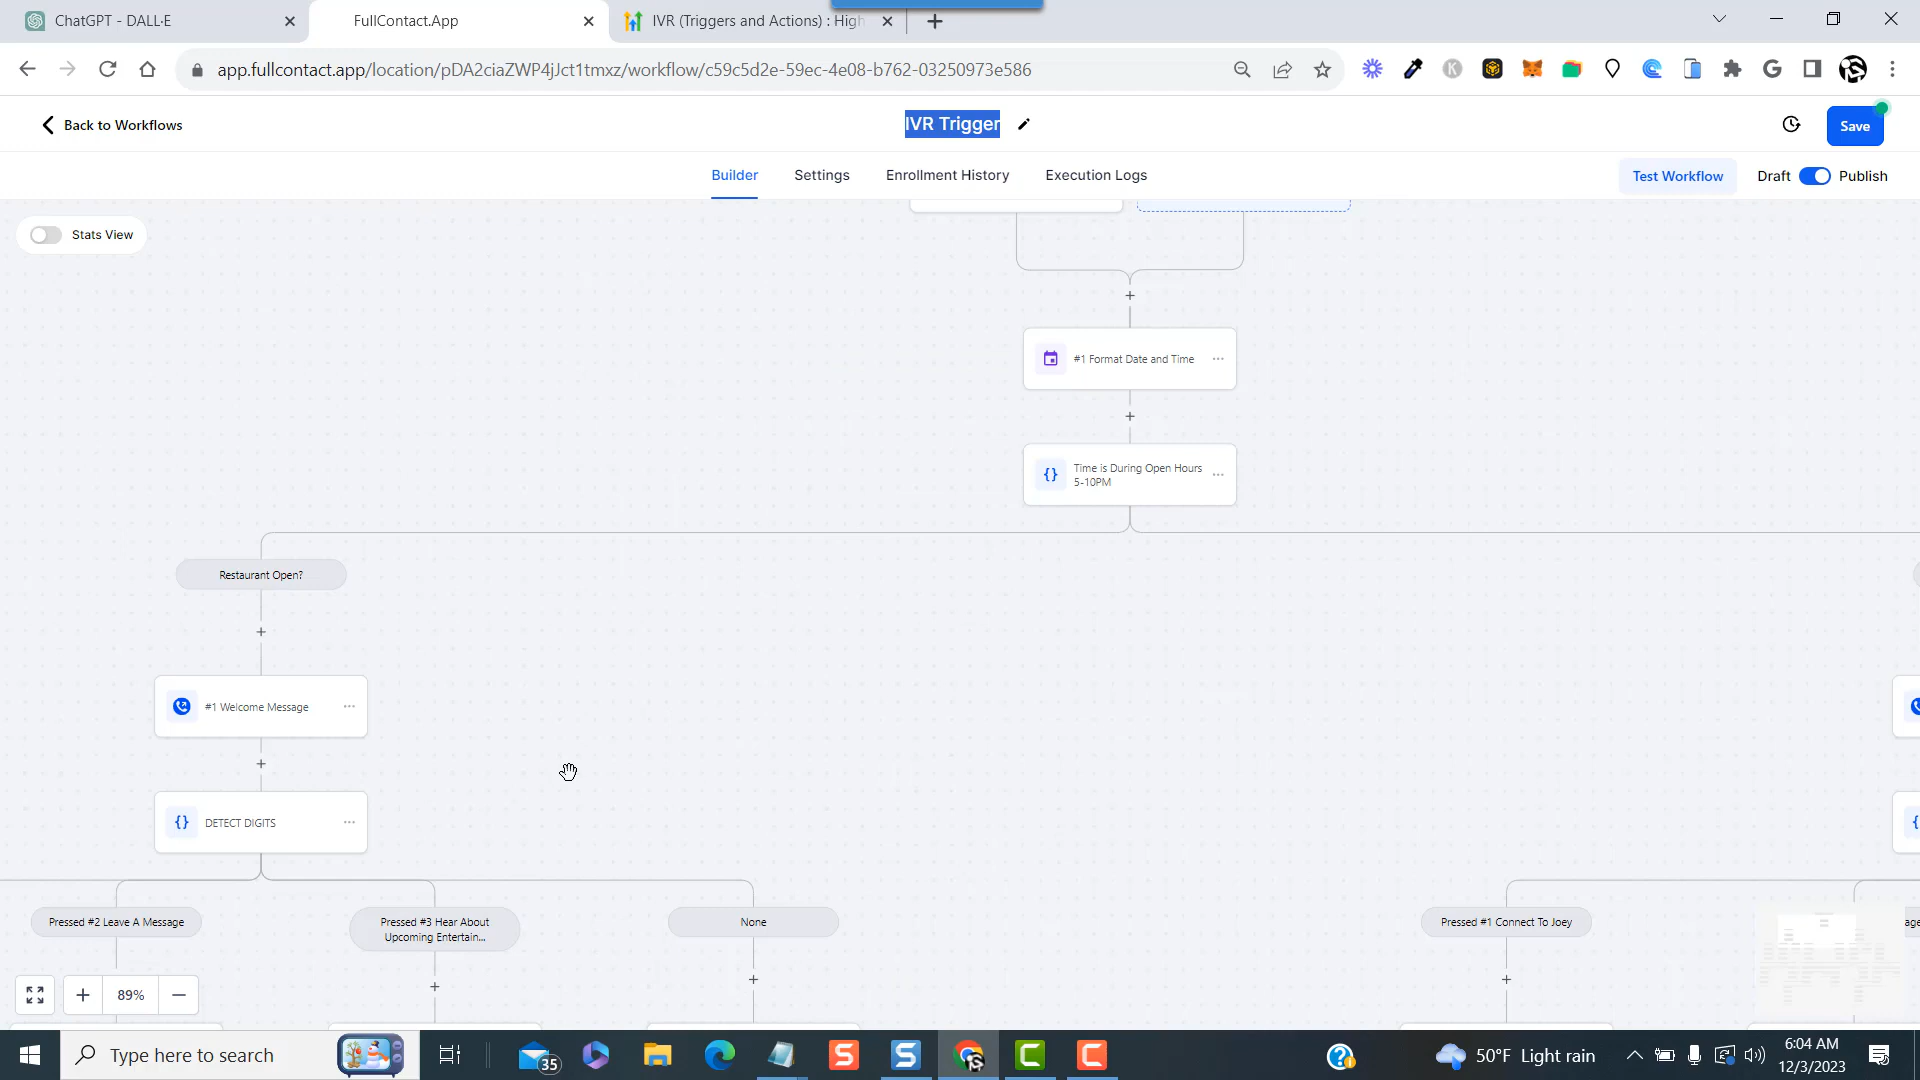 ChatGPT - DALL·E
FullContact.App
IVR (Triggers and Actions) : High
app.fullcontact.app/location/pDA2ciaZWP4jJct1tmxz/workflow/c59c5d2e-59ec-4e08-b762-03250973e586
Back to Workflows
IVR Trigger
Save
Builder
Settings
Enrollment History
Execution Logs
Test Workflow
Draft
Publish
Stats View
#1 Format Date and Time
Time is During Open Hours
5-10PM
Restaurant Open?
#1 Welcome Message
DETECT DIGITS
Pressed #2 Leave A Message
Pressed #3 Hear About
Upcoming Entertain...
None
Pressed #1 Connect To Joey
89%
Type here to search
35
50°F Light rain
6:04 AM
12/3/2023